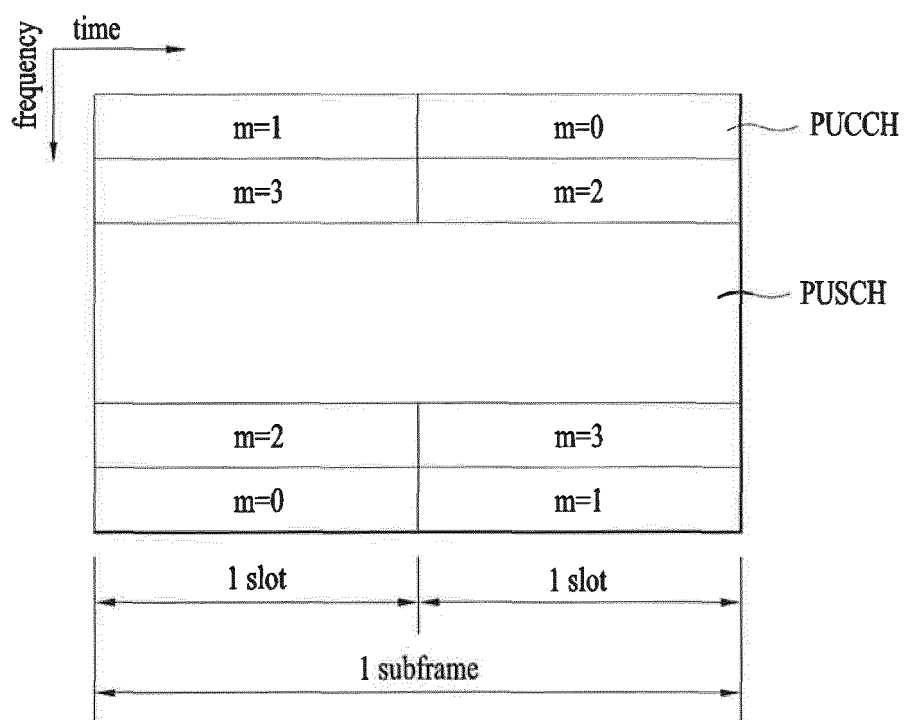 time
frequency
m=1 m=0 PUCCH
m=3 m=2
PUSCH
m=2 m=3
m=0 m=1
1 slot 1 slot
1 subframe